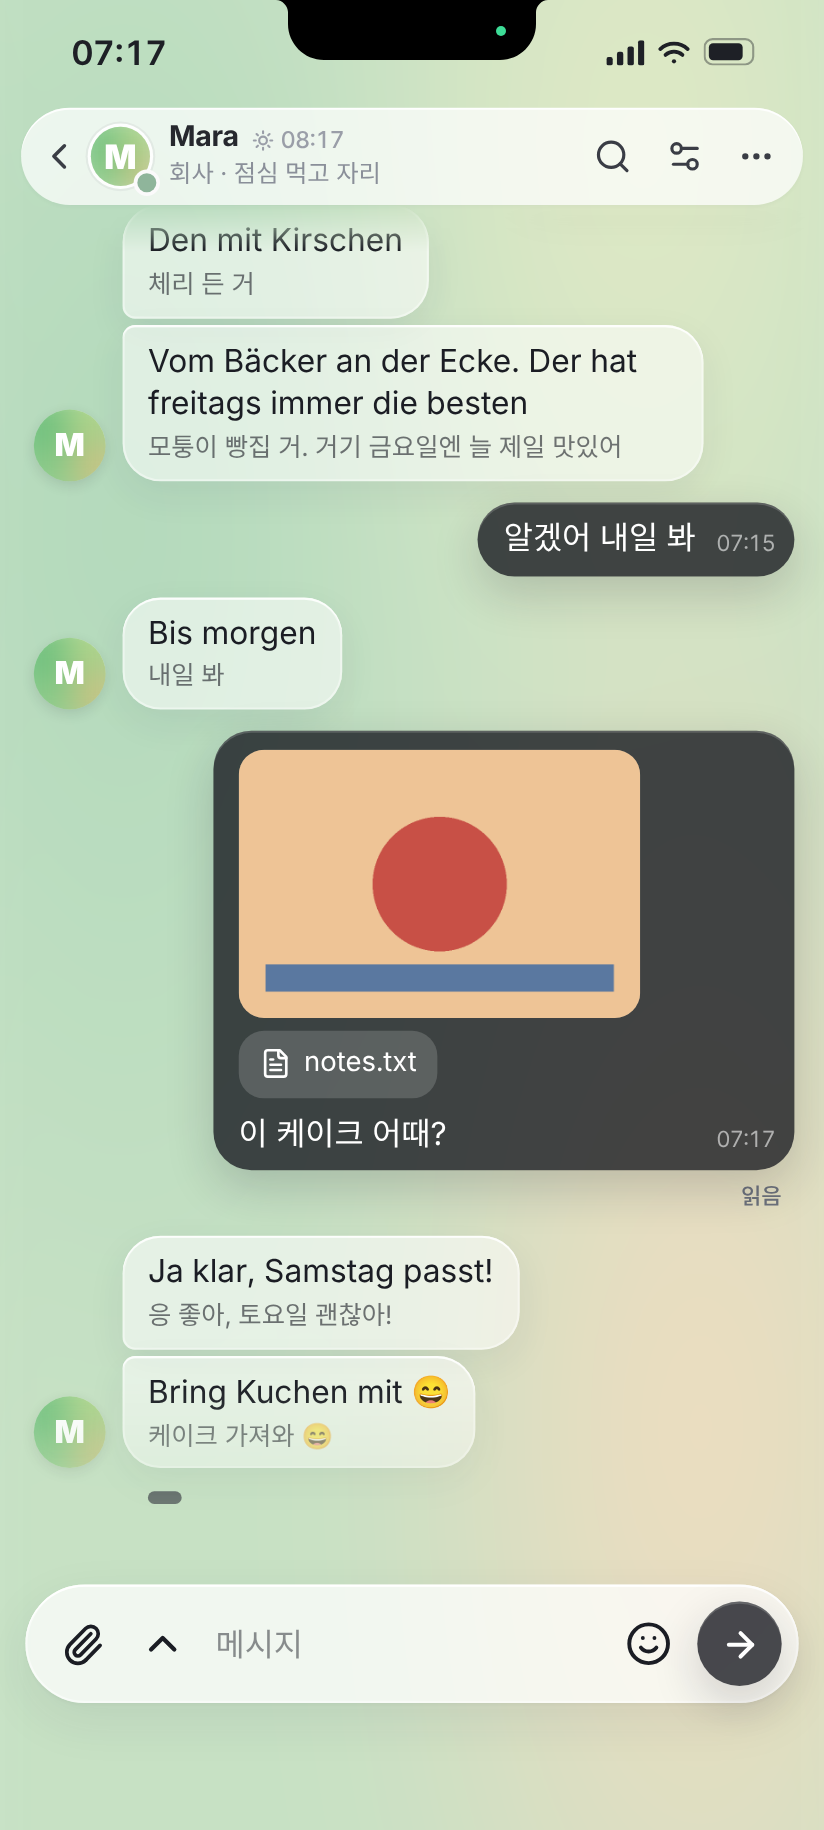 07:17
M
Mara 08:17
회사 · 점심 먹고 자리
Den mit Kirschen
체리 든 거
Vom Bäcker an der Ecke. Der hat
freitags immer die besten
모퉁이 빵집 거. 거기 금요일엔 늘 제일 맛있어
M
알겠어 내일 봐 07:15
Bis morgen
내일 봐
M
notes.txt
이 케이크 어때? 07:17
읽음
Ja klar, Samstag passt!
응 좋아, 토요일 괜찮아!
Bring Kuchen mit 😄
케이크 가져와 😄
M
메시지